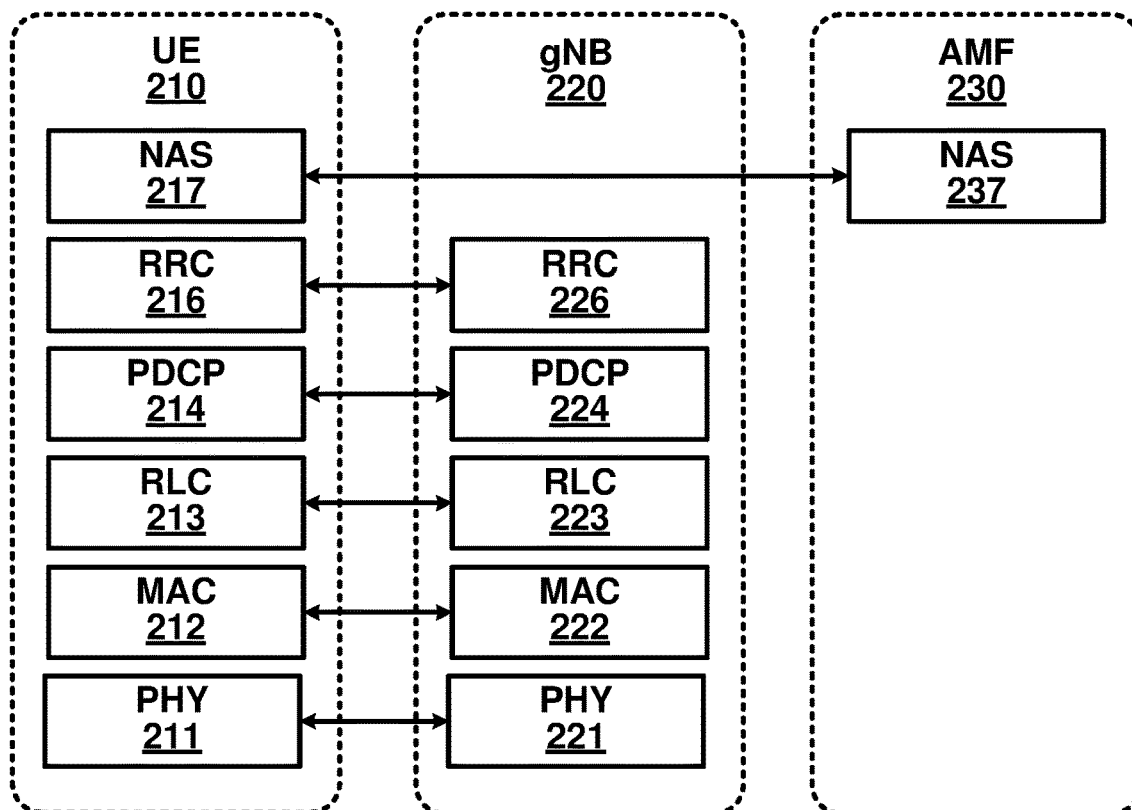 UE
210
gNB
220
AMF
230
NAS
217
NAS
237
RRC
216
RRC
226
PDCP
214
PDCP
224
RLC
213
RLC
223
MAC
212
MAC
222
PHY
211
PHY
221